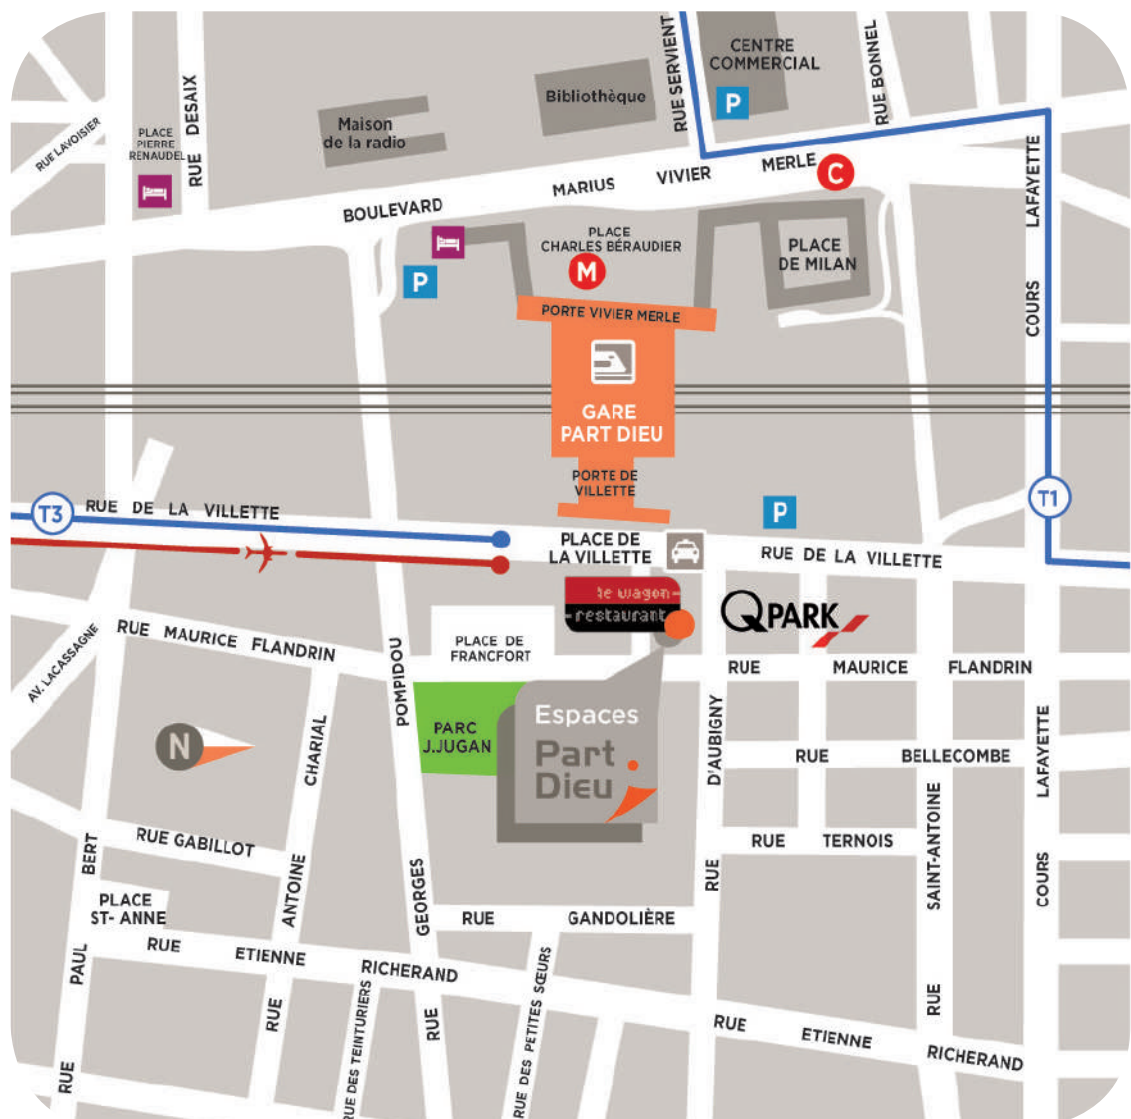 CENTRE
COMMERCIAL
P
RUE SERVIENT
RUE BONNEL
Bibliothèque
Maison
de la radio
RUE DESAIX
RUE LAVOISIER
PLACE
PIERRE
RENAUDEL
BOULEVARD MARIUS VIVIER MERLE
C
COURS LAFAYETTE
PLACE
CHARLES BÉRAUDIER
M
PLACE
DE MILAN
P
PORTE VIVIER MERLE
GARE
PART DIEU
PORTE DE
VILLETTE
T3
RUE DE LA VILLETTE
P
T1
PLACE DE
LA VILLETTE
RUE DE LA VILLETTE
le wagon
restaurant
QPARK
RUE MAURICE FLANDRIN
AV. LACASSAGNE
PLACE DE
FRANCFORT
RUE MAURICE FLANDRIN
PARC
J.JUGAN
Espaces
Part
Dieu
N
RUE BELLECOMBE
RUE TERNOIS
RUE GABILLOT
PLACE
ST- ANNE
RUE GANDOLIÈRE
RUE ETIENNE RICHERAND
RUE ETIENNE RICHERAND
RUE PAUL BERT
RUE ANTOINE CHARIAL
RUE GEORGES POMPIDOU
RUE DES TEINTURIERS
RUE DES PETITES SŒURS
RUE D'AUBIGNY
RUE SAINT-ANTOINE
COURS LAFAYETTE